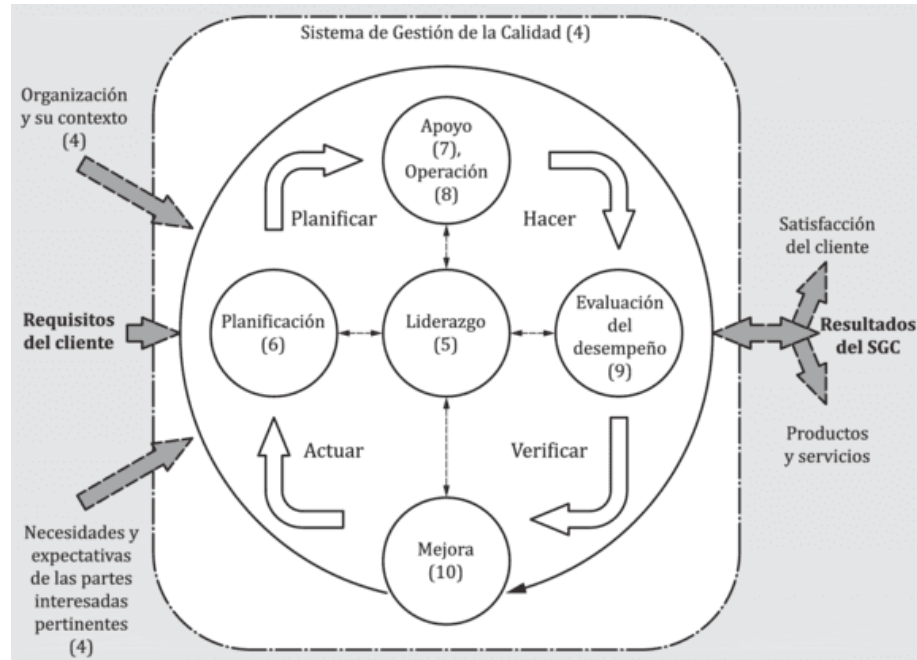 Sistema de Gestión de la Calidad (4)
Organización
y su contexto
(4)
Apoyo
(7),
Operación
(8)
Planificar
Hacer
Satisfacción
del cliente
Requisitos
del cliente
Planificación
(6)
Liderazgo
(5)
Evaluación
del
desempeño
(9)
Resultados
del SGC
Actuar
Verificar
Productos
y servicios
Necesidades y
expectativas
de las partes
interesadas
pertinentes
(4)
Mejora
(10)